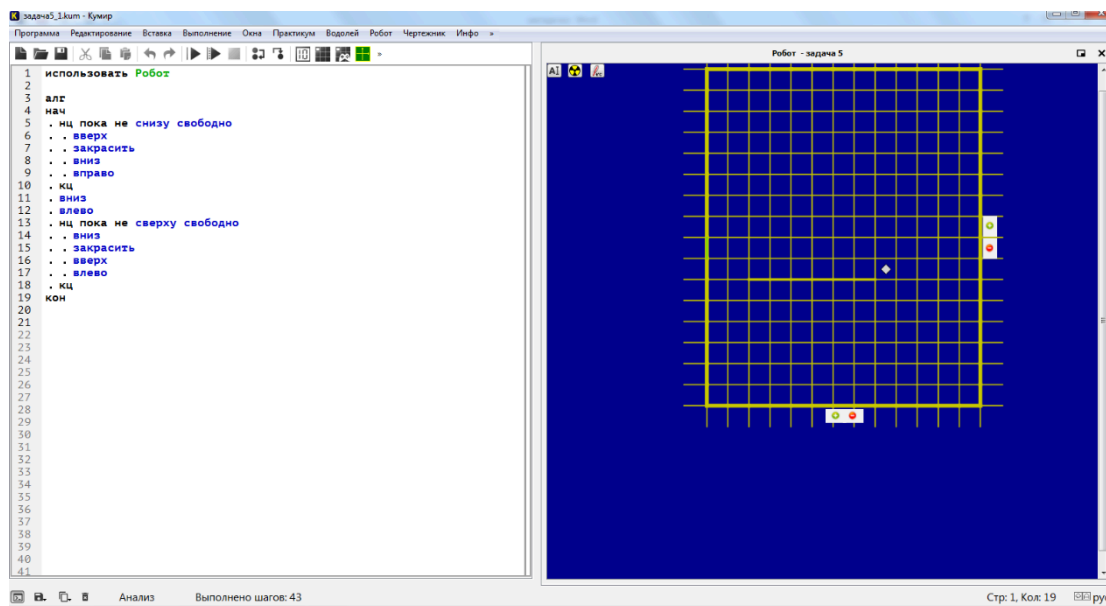 задача5_1.kum - Кумир
Программа Редактирование Вставка Выполнение Окна Практикум Водолей Робот Чертежник Инфо »
Робот - задача 5
1 использовать Робот
2
3 алг
4 нач
5 . нц пока не снизу свободно
6 . . вверх
7 . . закрасить
8 . . вниз
9 . . вправо
10 . кц
11 . вниз
12 . влево
13 . нц пока не сверху свободно
14 . . вниз
15 . . закрасить
16 . . вверх
17 . . влево
18 . кц
19 кон
20
21
22
23
24
25
26
27
28
29
30
31
32
33
34
35
36
37
38
39
40
41
Анализ Выполнено шагов: 43 Стр: 1, Кол: 19 ру